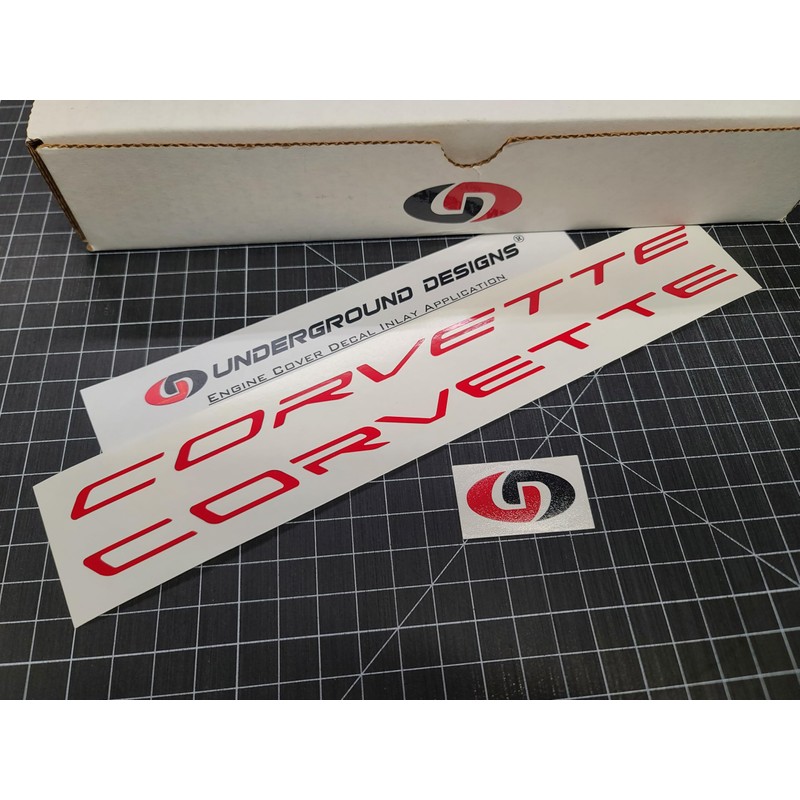 UNDERGROUND DESIGNS®
ENGINE COVER DECAL INLAY APPLICATION
CORVETTE
CORVETTE